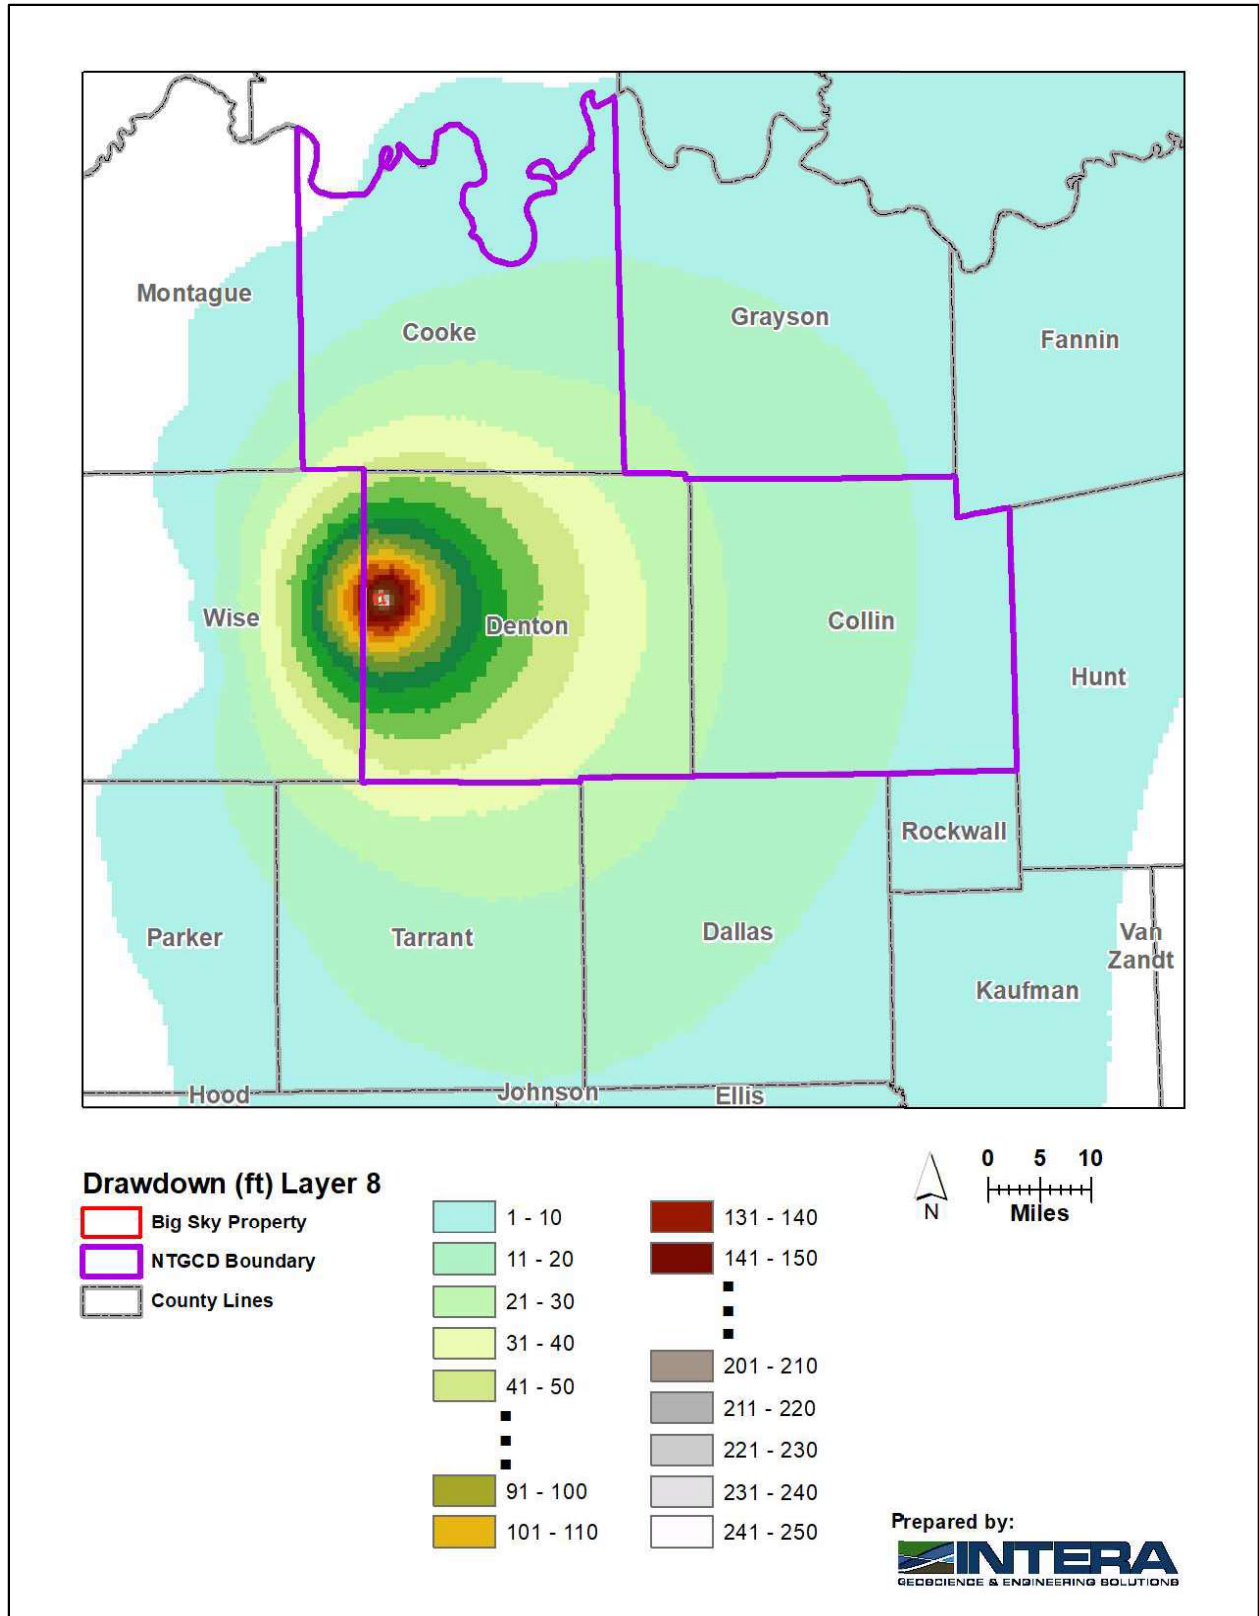 Montague
Cooke
Grayson
Fannin
Wise
Denton
Collin
Hunt
Rockwall
Parker
Tarrant
Dallas
Van
Zandt
Kaufman
Hood
Johnson
Ellis
Drawdown (ft) Layer 8
Big Sky Property
NTGCD Boundary
County Lines
1 - 10
11 - 20
21 - 30
31 - 40
41 - 50
91 - 100
101 - 110
131 - 140
141 - 150
201 - 210
211 - 220
221 - 230
231 - 240
241 - 250
N
0 5 10
Miles
Prepared by:
INTERA
GEOSCIENCE & ENGINEERING SOLUTIONS